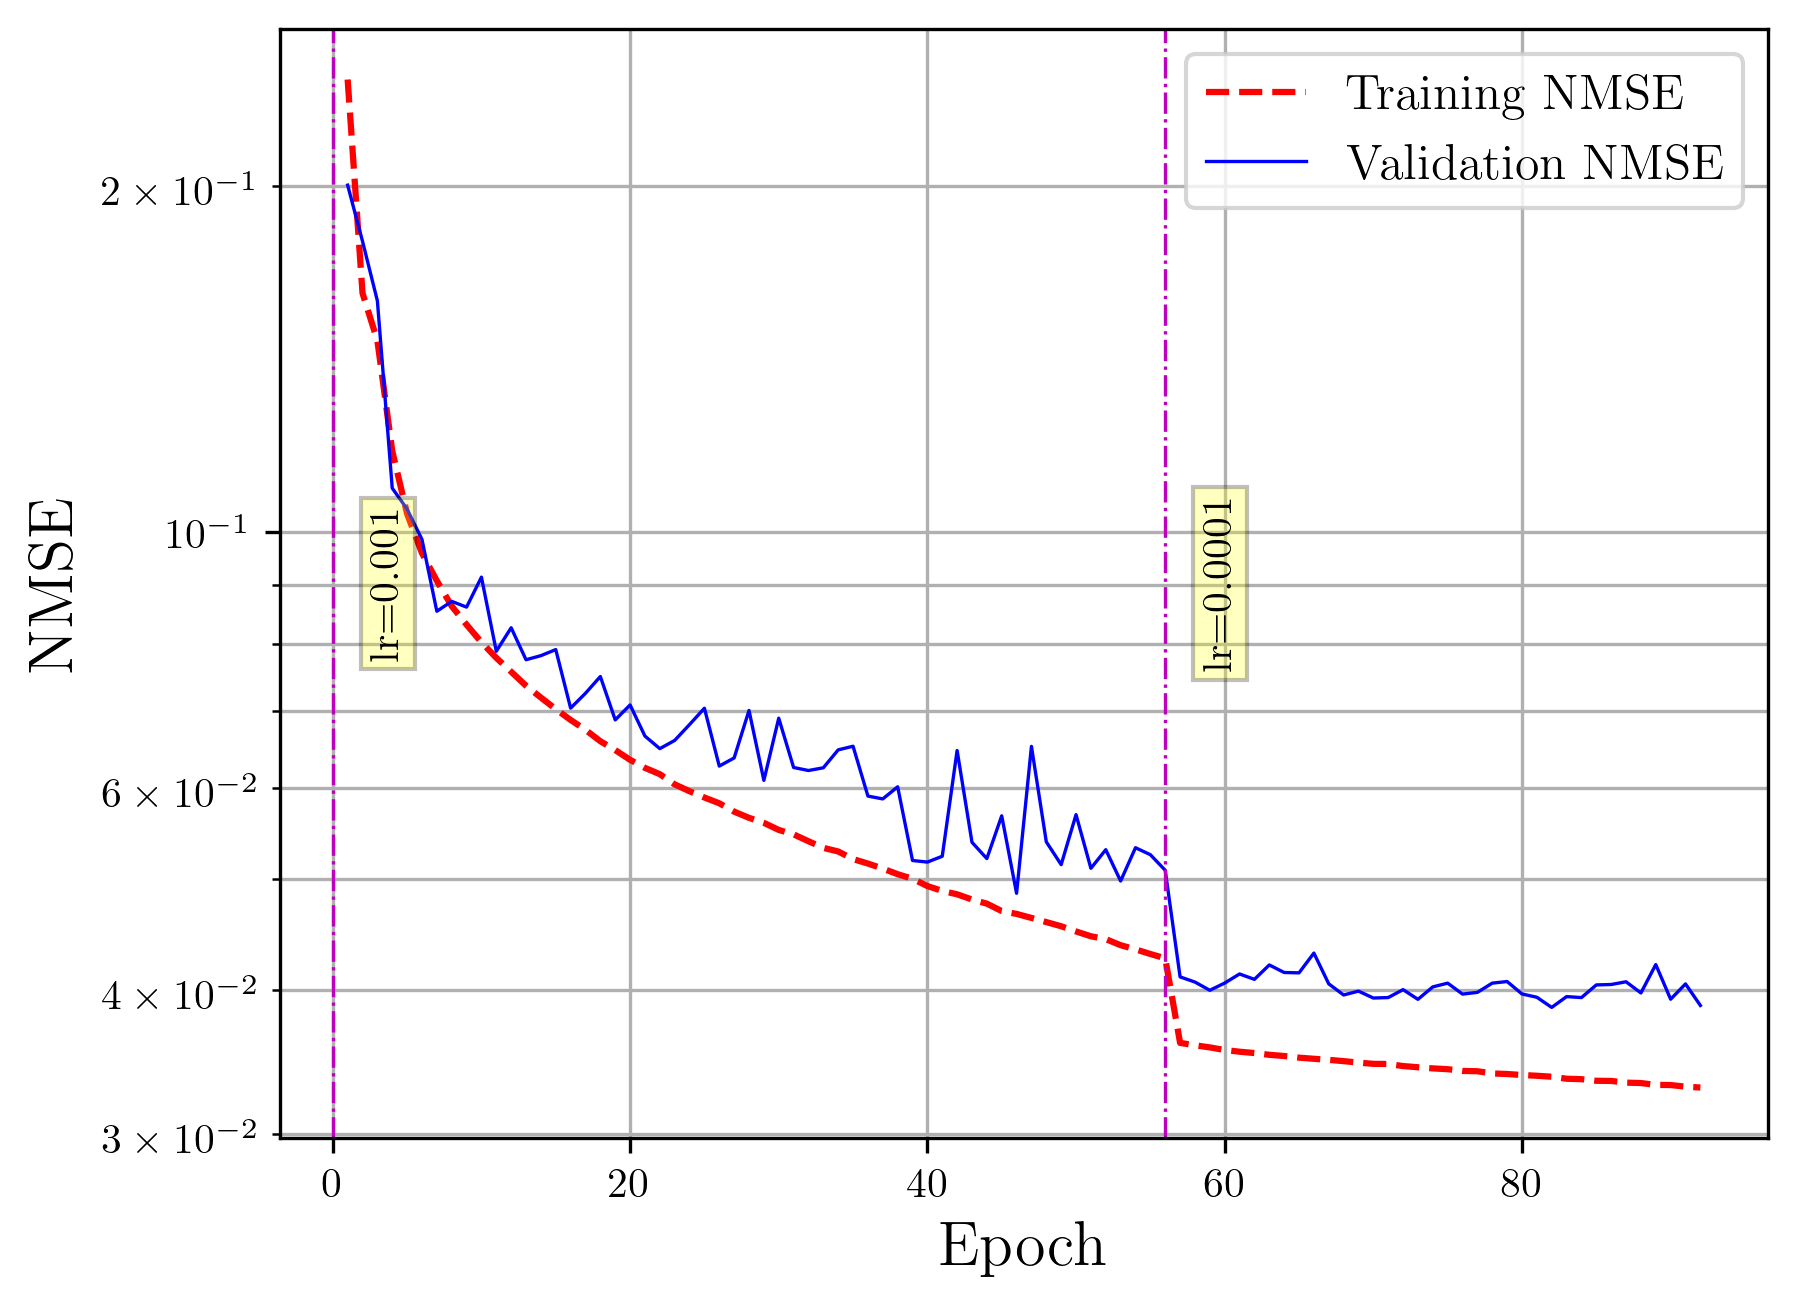 Training NMSE
Validation NMSE
2 × 10⁻¹
10⁻¹
6 × 10⁻²
4 × 10⁻²
3 × 10⁻²
NMSE
lr=0.001
lr=0.0001
0 20 40 60 80
Epoch